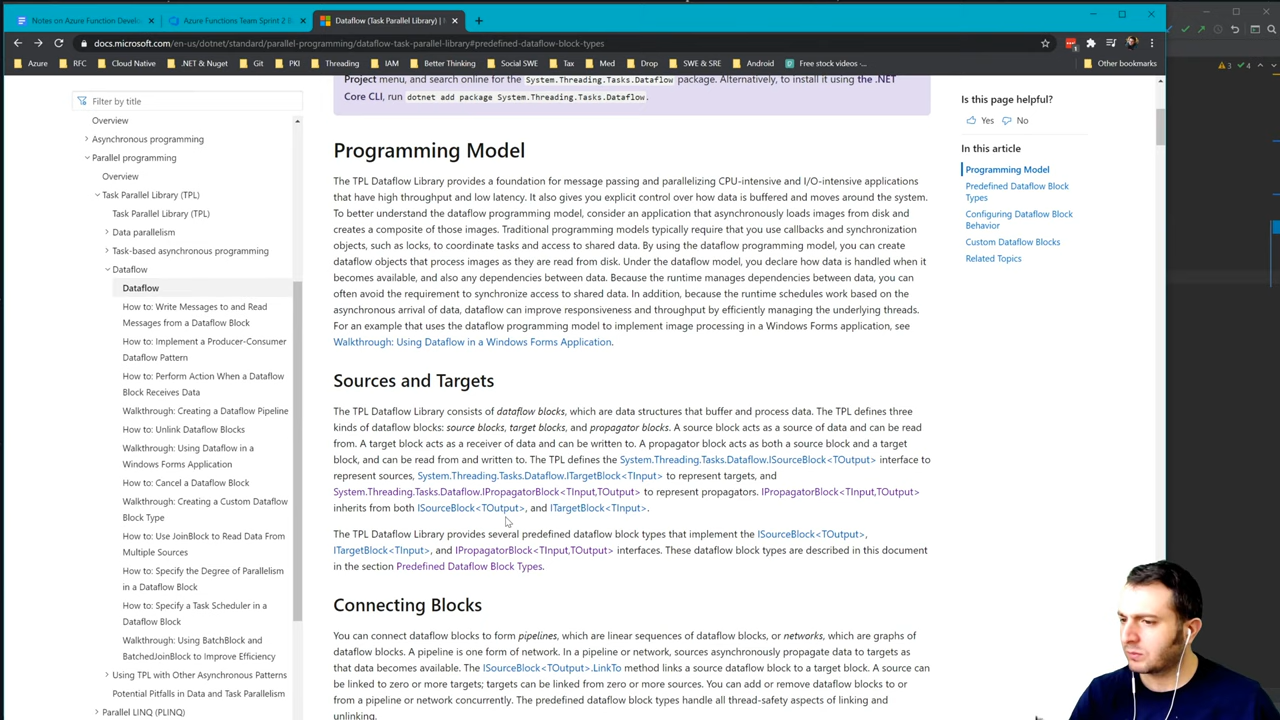 Notes on Azure Function Develo
Azure Functions Team Sprint 2 B
Dataflow (Task Parallel Library) |
docs.microsoft.com/en-us/dotnet/standard/parallel-programming/dataflow-task-parallel-library#predefined-dataflow-block-types
Azure
RFC
Cloud Native
.NET & Nuget
Git
PKI
Threading
IAM
Better Thinking
Social SWE
Tax
Med
Drop
SWE & SRE
Android
Free stock videos -...
Other bookmarks
3
4
Filter by title
Overview
Asynchronous programming
Parallel programming
Overview
Task Parallel Library (TPL)
Task Parallel Library (TPL)
Data parallelism
Task-based asynchronous programming
Dataflow
Dataflow
How to: Write Messages to and Read
Messages from a Dataflow Block
How to: Implement a Producer-Consumer
Dataflow Pattern
How to: Perform Action When a Dataflow
Block Receives Data
Walkthrough: Creating a Dataflow Pipeline
How to: Unlink Dataflow Blocks
Walkthrough: Using Dataflow in a
Windows Forms Application
How to: Cancel a Dataflow Block
Walkthrough: Creating a Custom Dataflow
Block Type
How to: Use JoinBlock to Read Data From
Multiple Sources
How to: Specify the Degree of Parallelism
in a Dataflow Block
How to: Specify a Task Scheduler in a
Dataflow Block
Walkthrough: Using BatchBlock and
BatchedJoinBlock to Improve Efficiency
Using TPL with Other Asynchronous Patterns
Potential Pitfalls in Data and Task Parallelism
Parallel LINQ (PLINQ)
Project menu, and search online for the System.Threading.Tasks.Dataflow package. Alternatively, to install it using the .NET
Core CLI, run dotnet add package System.Threading.Tasks.Dataflow.
Programming Model
The TPL Dataflow Library provides a foundation for message passing and parallelizing CPU-intensive and I/O-intensive applications
that have high throughput and low latency. It also gives you explicit control over how data is buffered and moves around the system.
To better understand the dataflow programming model, consider an application that asynchronously loads images from disk and
creates a composite of those images. Traditional programming models typically require that you use callbacks and synchronization
objects, such as locks, to coordinate tasks and access to shared data. By using the dataflow programming model, you can create
dataflow objects that process images as they are read from disk. Under the dataflow model, you declare how data is handled when it
becomes available, and also any dependencies between data. Because the runtime manages dependencies between data, you can
often avoid the requirement to synchronize access to shared data. In addition, because the runtime schedules work based on the
asynchronous arrival of data, dataflow can improve responsiveness and throughput by efficiently managing the underlying threads.
For an example that uses the dataflow programming model to implement image processing in a Windows Forms application, see
Walkthrough: Using Dataflow in a Windows Forms Application.
Sources and Targets
The TPL Dataflow Library consists of dataflow blocks, which are data structures that buffer and process data. The TPL defines three
kinds of dataflow blocks: source blocks, target blocks, and propagator blocks. A source block acts as a source of data and can be read
from. A target block acts as a receiver of data and can be written to. A propagator block acts as both a source block and a target
block, and can be read from and written to. The TPL defines the System.Threading.Tasks.Dataflow.ISourceBlock<TOutput> interface to
represent sources, System.Threading.Tasks.Dataflow.ITargetBlock<TInput> to represent targets, and
System.Threading.Tasks.Dataflow.IPropagatorBlock<TInput,TOutput> to represent propagators. IPropagatorBlock<TInput,TOutput>
inherits from both ISourceBlock<TOutput>, and ITargetBlock<TInput>.
The TPL Dataflow Library provides several predefined dataflow block types that implement the ISourceBlock<TOutput>,
ITargetBlock<TInput>, and IPropagatorBlock<TInput,TOutput> interfaces. These dataflow block types are described in this document
in the section Predefined Dataflow Block Types.
Connecting Blocks
You can connect dataflow blocks to form pipelines, which are linear sequences of dataflow blocks, or networks, which are graphs of
dataflow blocks. A pipeline is one form of network. In a pipeline or network, sources asynchronously propagate data to targets as
that data becomes available. The ISourceBlock<TOutput>.LinkTo method links a source dataflow block to a target block. A source can
be linked to zero or more targets; targets can be linked from zero or more sources. You can add or remove dataflow blocks to or
from a pipeline or network concurrently. The predefined dataflow block types handle all thread-safety aspects of linking and
unlinking.
Is this page helpful?
Yes
No
In this article
Programming Model
Predefined Dataflow Block
Types
Configuring Dataflow Block
Behavior
Custom Dataflow Blocks
Related Topics